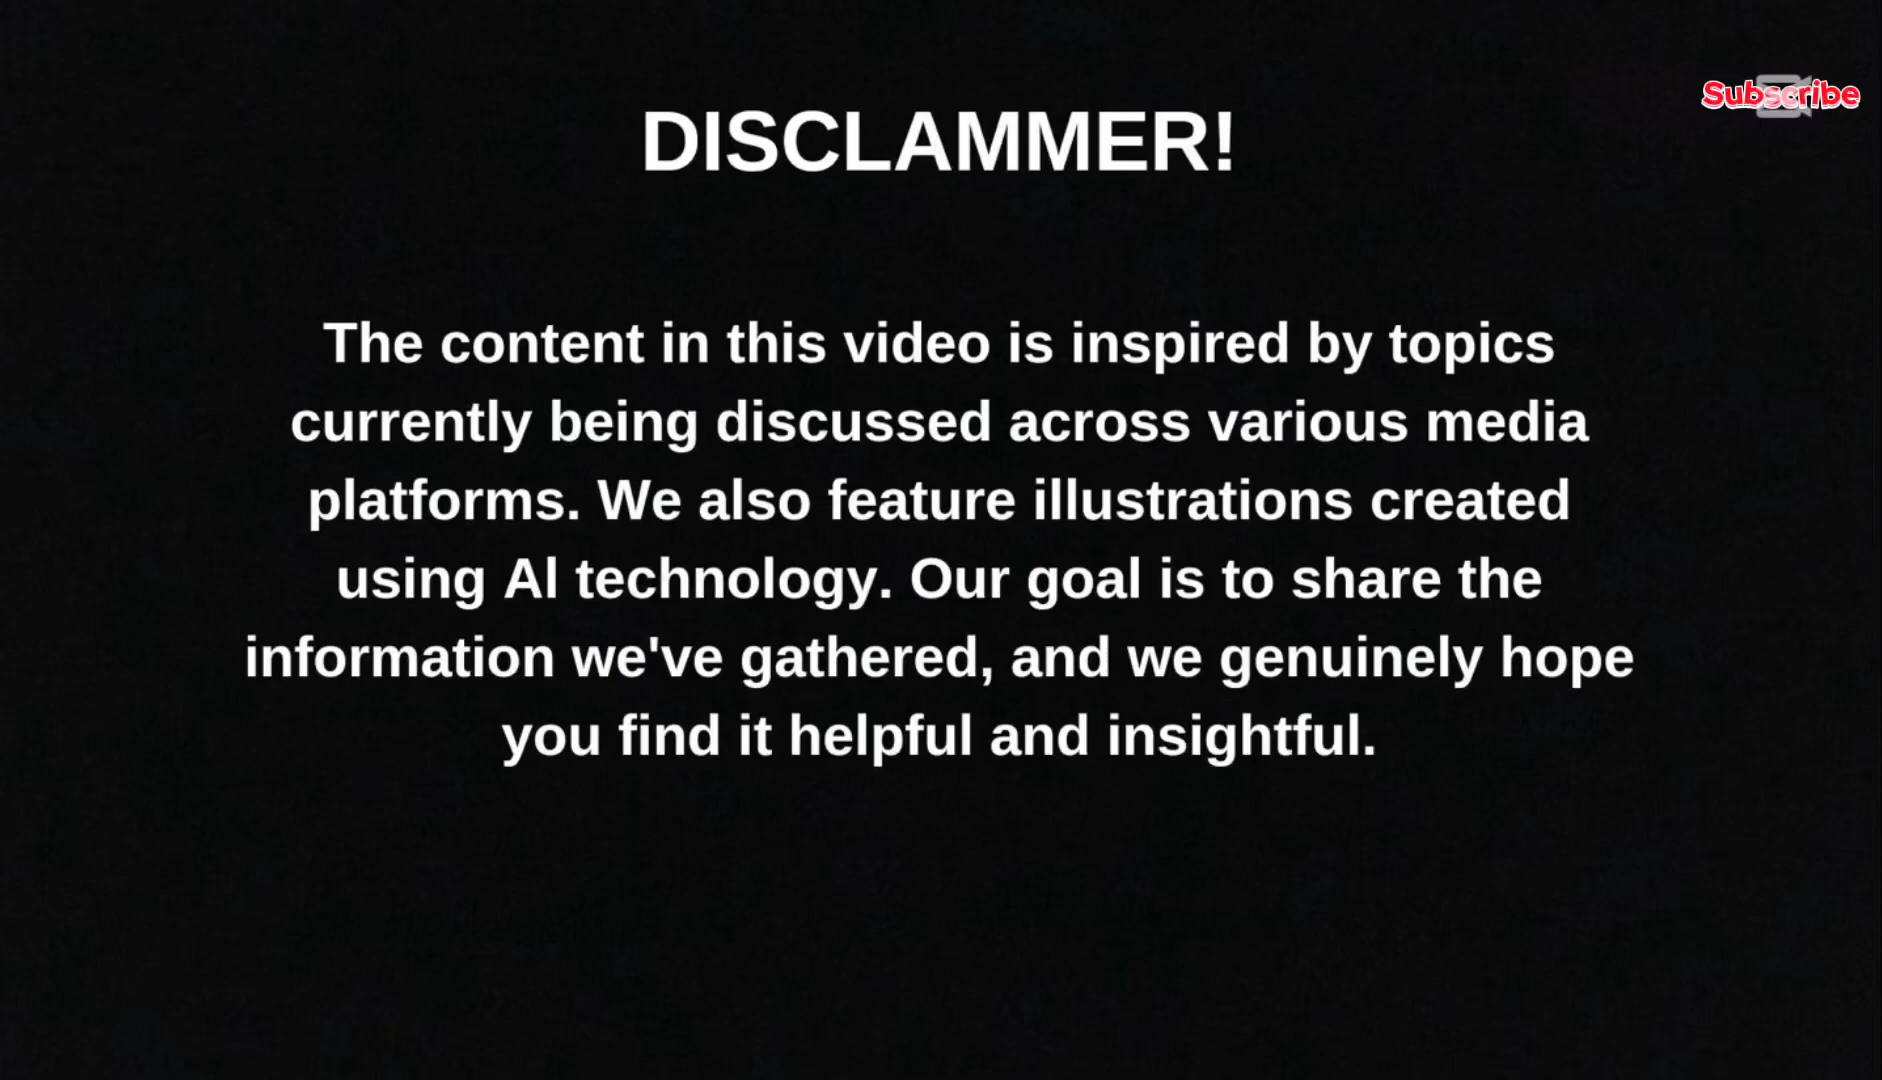 Subscribe
DISCLAMMER!
The content in this video is inspired by topics
currently being discussed across various media
platforms. We also feature illustrations created
using AI technology. Our goal is to share the
information we've gathered, and we genuinely hope
you find it helpful and insightful.